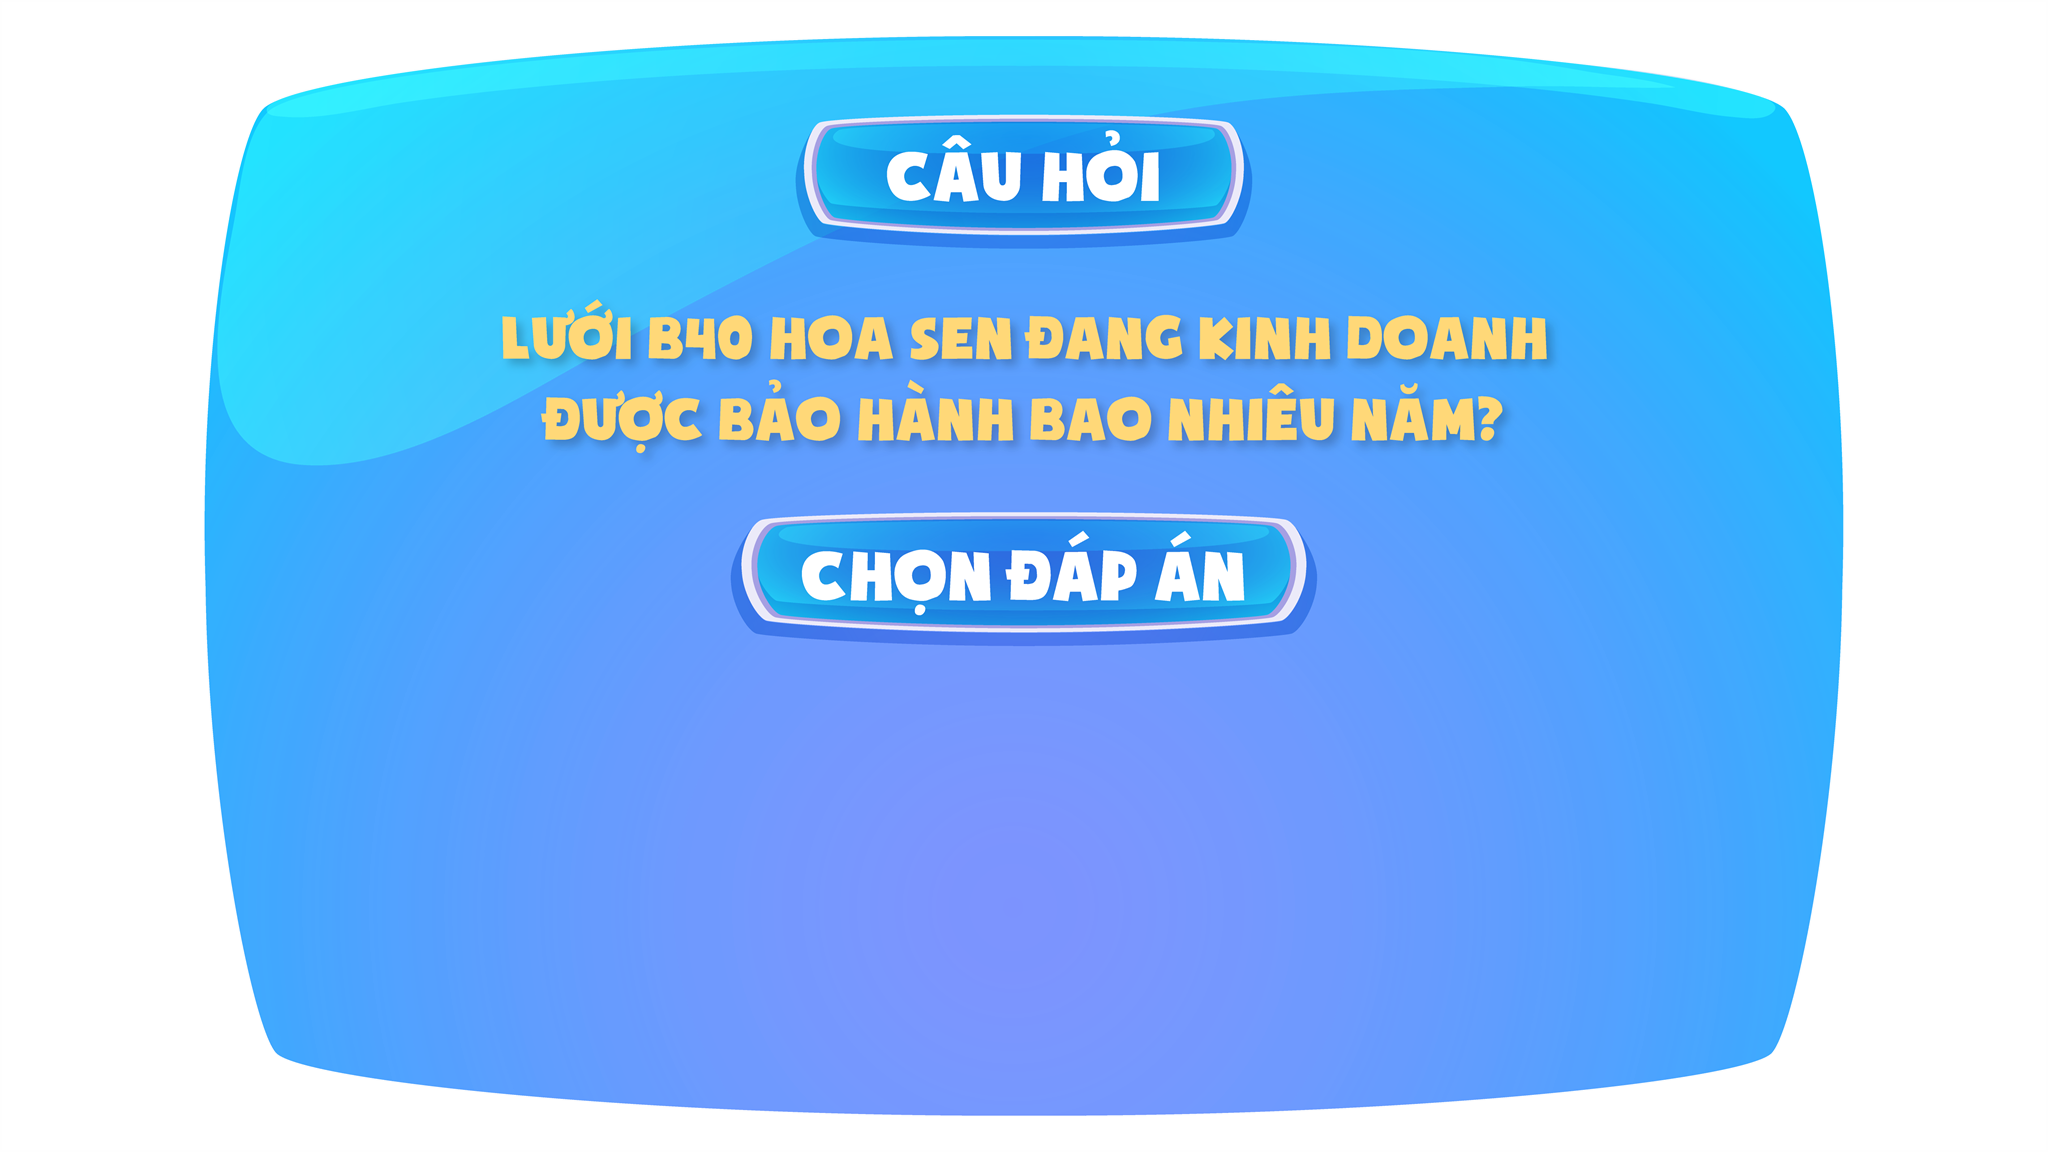 CÂU HỎI
LƯỚI B40 HOA SEN ĐANG KINH DOANH
ĐƯỢC BẢO HÀNH BAO NHIÊU NĂM?
CHỌN ĐÁP ÁN